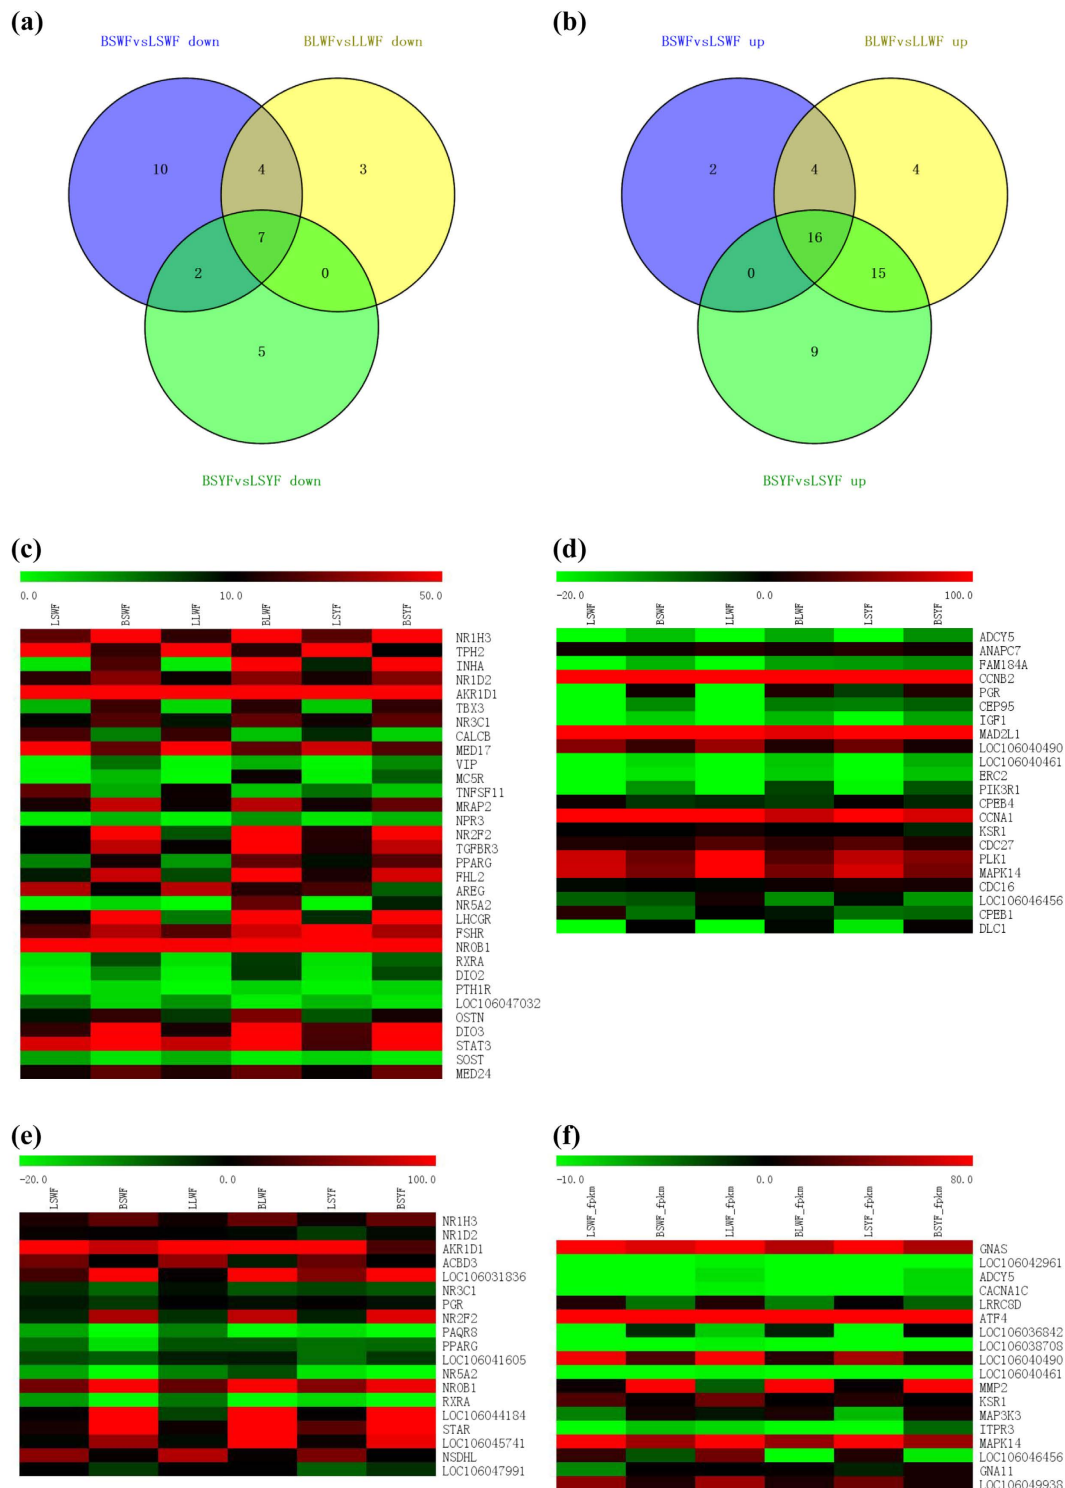 (a)
BSWFvsLSWF down
BLWFvsLLWF down
10
4
3
7
2
0
5
BSYFvsLSYF down
(b)
BSWFvsLSWF up
BLWFvsLLWF up
2
4
4
16
0
15
9
BSYFvsLSYF up
(c)
0.0 10.0 50.0
LSWF BSWF LLWF BLWF LSYF BSYF
NR1H3
TPH2
INHA
NR1D2
AKR1D1
TBX3
NR3C1
CALCB
MED17
VIP
MC5R
TNFSF11
MRAP2
NPR3
NR2F2
TGFBR3
PPARG
FHL2
AREG
NR5A2
LHCGR
FSHR
NR0B1
RXRA
DIO2
PTH1R
LOC106047032
OSTN
DIO3
STAT3
SOST
MED24
(d)
-20.0 0.0 100.0
LSWF BSWF LLWF BLWF LSYF BSYF
ADCY5
ANAPC7
FAM184A
CCNB2
PGR
CEP95
IGF1
MAD2L1
LOC106040490
LOC106040461
ERC2
PIK3R1
CPEB4
CCNA1
KSR1
CDC27
PLK1
MAPK14
CDC16
LOC106046456
CPEB1
DLC1
(e)
-20.0 0.0 100.0
LSWF BSWF LLWF BLWF LSYF BSYF
NR1H3
NR1D2
AKR1D1
ACBD3
LOC106031836
NR3C1
PGR
NR2F2
PAQR8
PPARG
LOC106041605
NR5A2
NR0B1
RXRA
LOC106044184
STAR
LOC106045741
NSDHL
LOC106047991
(f)
-10.0 0.0 80.0
LSWF_fpkm BSWF_fpkm LLWF_fpkm BLWF_fpkm LSYF_fpkm BSYF_fpkm
GNAS
LOC106042961
ADCY5
CACNA1C
LRRC8D
ATF4
LOC106036842
LOC106038708
LOC106040490
LOC106040461
MMP2
KSR1
MAP3K3
ITPR3
MAPK14
LOC106046456
GNA11
LOC106049938